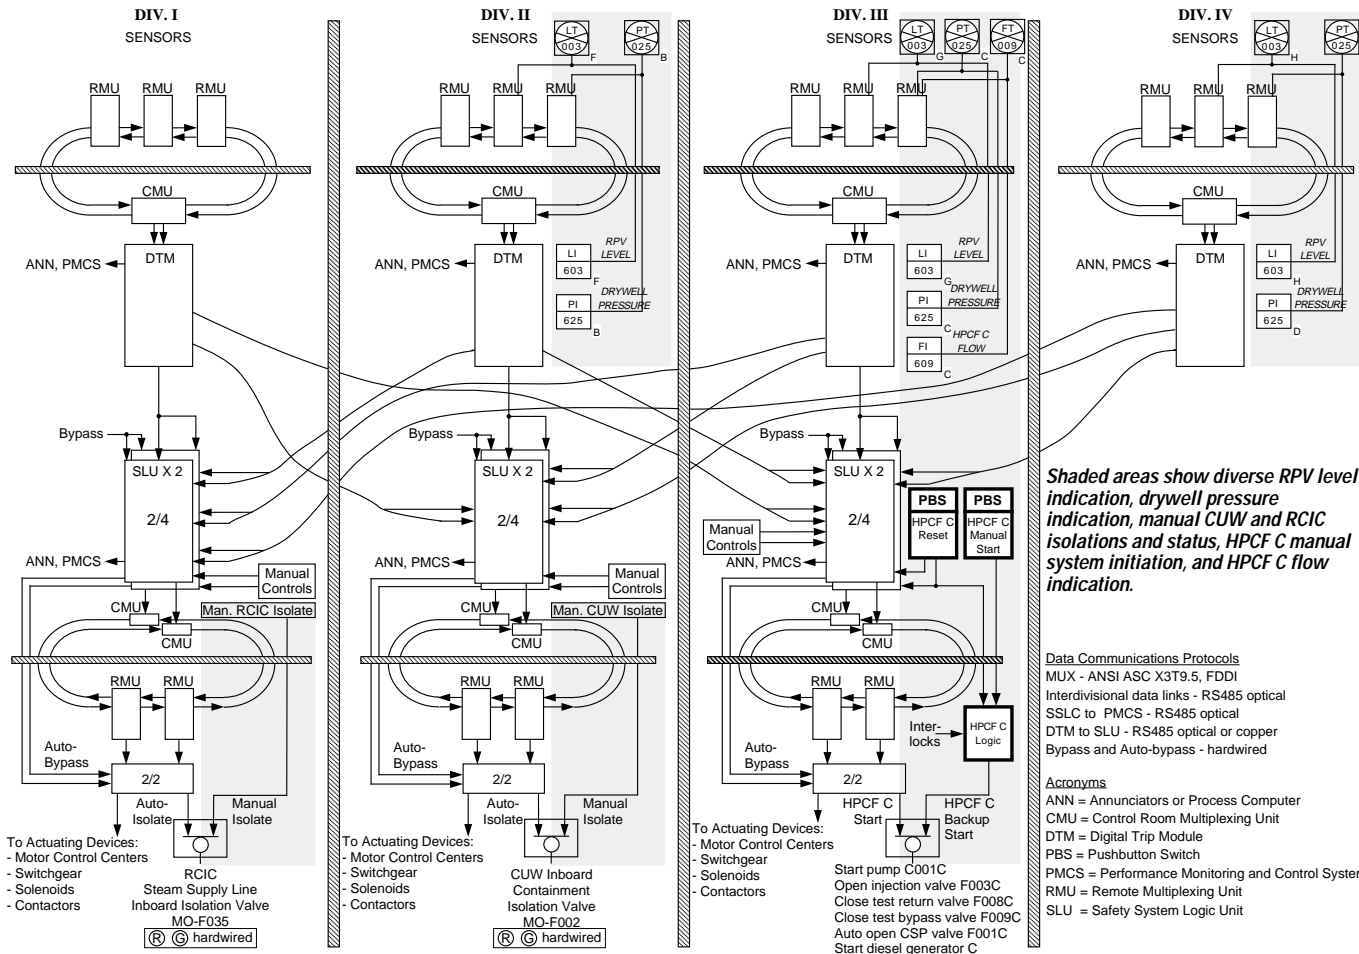 DIV. I
SENSORS
RMU RMU RMU
CMU
DTM
ANN, PMCS
Bypass
SLU X 2
2/4
ANN, PMCS
Manual
Controls
CMU
Man. RCIC Isolate
CMU
RMU RMU
Auto-
Bypass
2/2
Auto-
Isolate
Manual
Isolate
To Actuating Devices:
- Motor Control Centers
- Switchgear
- Solenoids
- Contactors
RCIC
Steam Supply Line
Inboard Isolation Valve
MO-F035
R G hardwired
DIV. II
SENSORS
LT
003
F
PT
025
B
RMU RMU RMU
CMU
DTM
ANN, PMCS
LI
603
F
RPV
LEVEL
PI
625
B
DRYWELL
PRESSURE
Bypass
SLU X 2
2/4
ANN, PMCS
Manual
Controls
CMU
Man. CUW Isolate
CMU
RMU RMU
Auto-
Bypass
2/2
Auto-
Isolate
Manual
Isolate
To Actuating Devices:
- Motor Control Centers
- Switchgear
- Solenoids
- Contactors
CUW Inboard
Containment
Isolation Valve
MO-F002
R G hardwired
DIV. III
SENSORS
LT
003
G
PT
025
C
FT
009
C
RMU RMU RMU
CMU
DTM
ANN, PMCS
LI
603
G
RPV
LEVEL
PI
625
C
DRYWELL
PRESSURE
FI
609
C
HPCF C
FLOW
Bypass
SLU X 2
2/4
PBS
HPCF C
Reset
PBS
HPCF C
Manual
Start
Manual
Controls
ANN, PMCS
CMU
CMU
RMU RMU
Inter-
locks
HPCF C
Logic
Auto-
Bypass
2/2
HPCF C
Start
HPCF C
Backup
Start
To Actuating Devices:
- Motor Control Centers
- Switchgear
- Solenoids
- Contactors
Start pump C001C
Open injection valve F003C
Close test return valve F008C
Close test bypass valve F009C
Auto open CSP valve F001C
Start diesel generator C
DIV. IV
SENSORS
LT
003
H
PT
025
RMU RMU RMU
CMU
DTM
ANN, PMCS
LI
603
H
RPV
LEVEL
PI
625
D
DRYWELL
PRESSURE
Shaded areas show diverse RPV level
indication, drywell pressure
indication, manual CUW and RCIC
isolations and status, HPCF C manual
system initiation, and HPCF C flow
indication.
Data Communications Protocols
MUX - ANSI ASC X3T9.5, FDDI
Interdivisional data links - RS485 optical
SSLC to PMCS - RS485 optical
DTM to SLU - RS485 optical or copper
Bypass and Auto-bypass - hardwired
Acronyms
ANN = Annunciators or Process Computer
CMU = Control Room Multiplexing Unit
DTM = Digital Trip Module
PBS = Pushbutton Switch
PMCS = Performance Monitoring and Control System
RMU = Remote Multiplexing Unit
SLU = Safety System Logic Unit